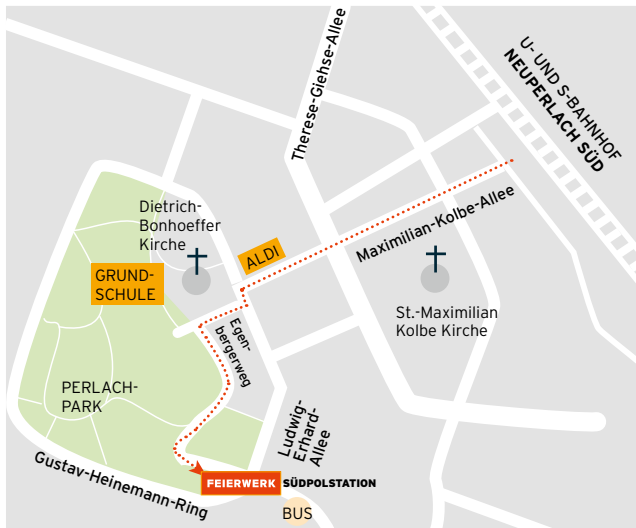 U- UND S-BAHNHOF
NEUPERLACH SÜD
Therese-Giehse-Allee
Dietrich-
Bonhoeffer
Kirche
ALDI
Maximilian-Kolbe-Allee
GRUND-
SCHULE
St.-Maximilian
Kolbe Kirche
Egen-
bergerweg
PERLACH-
PARK
Ludwig-
Erhard-
Allee
Gustav-Heinemann-Ring
FEIERWERK SÜDPOLSTATION
BUS